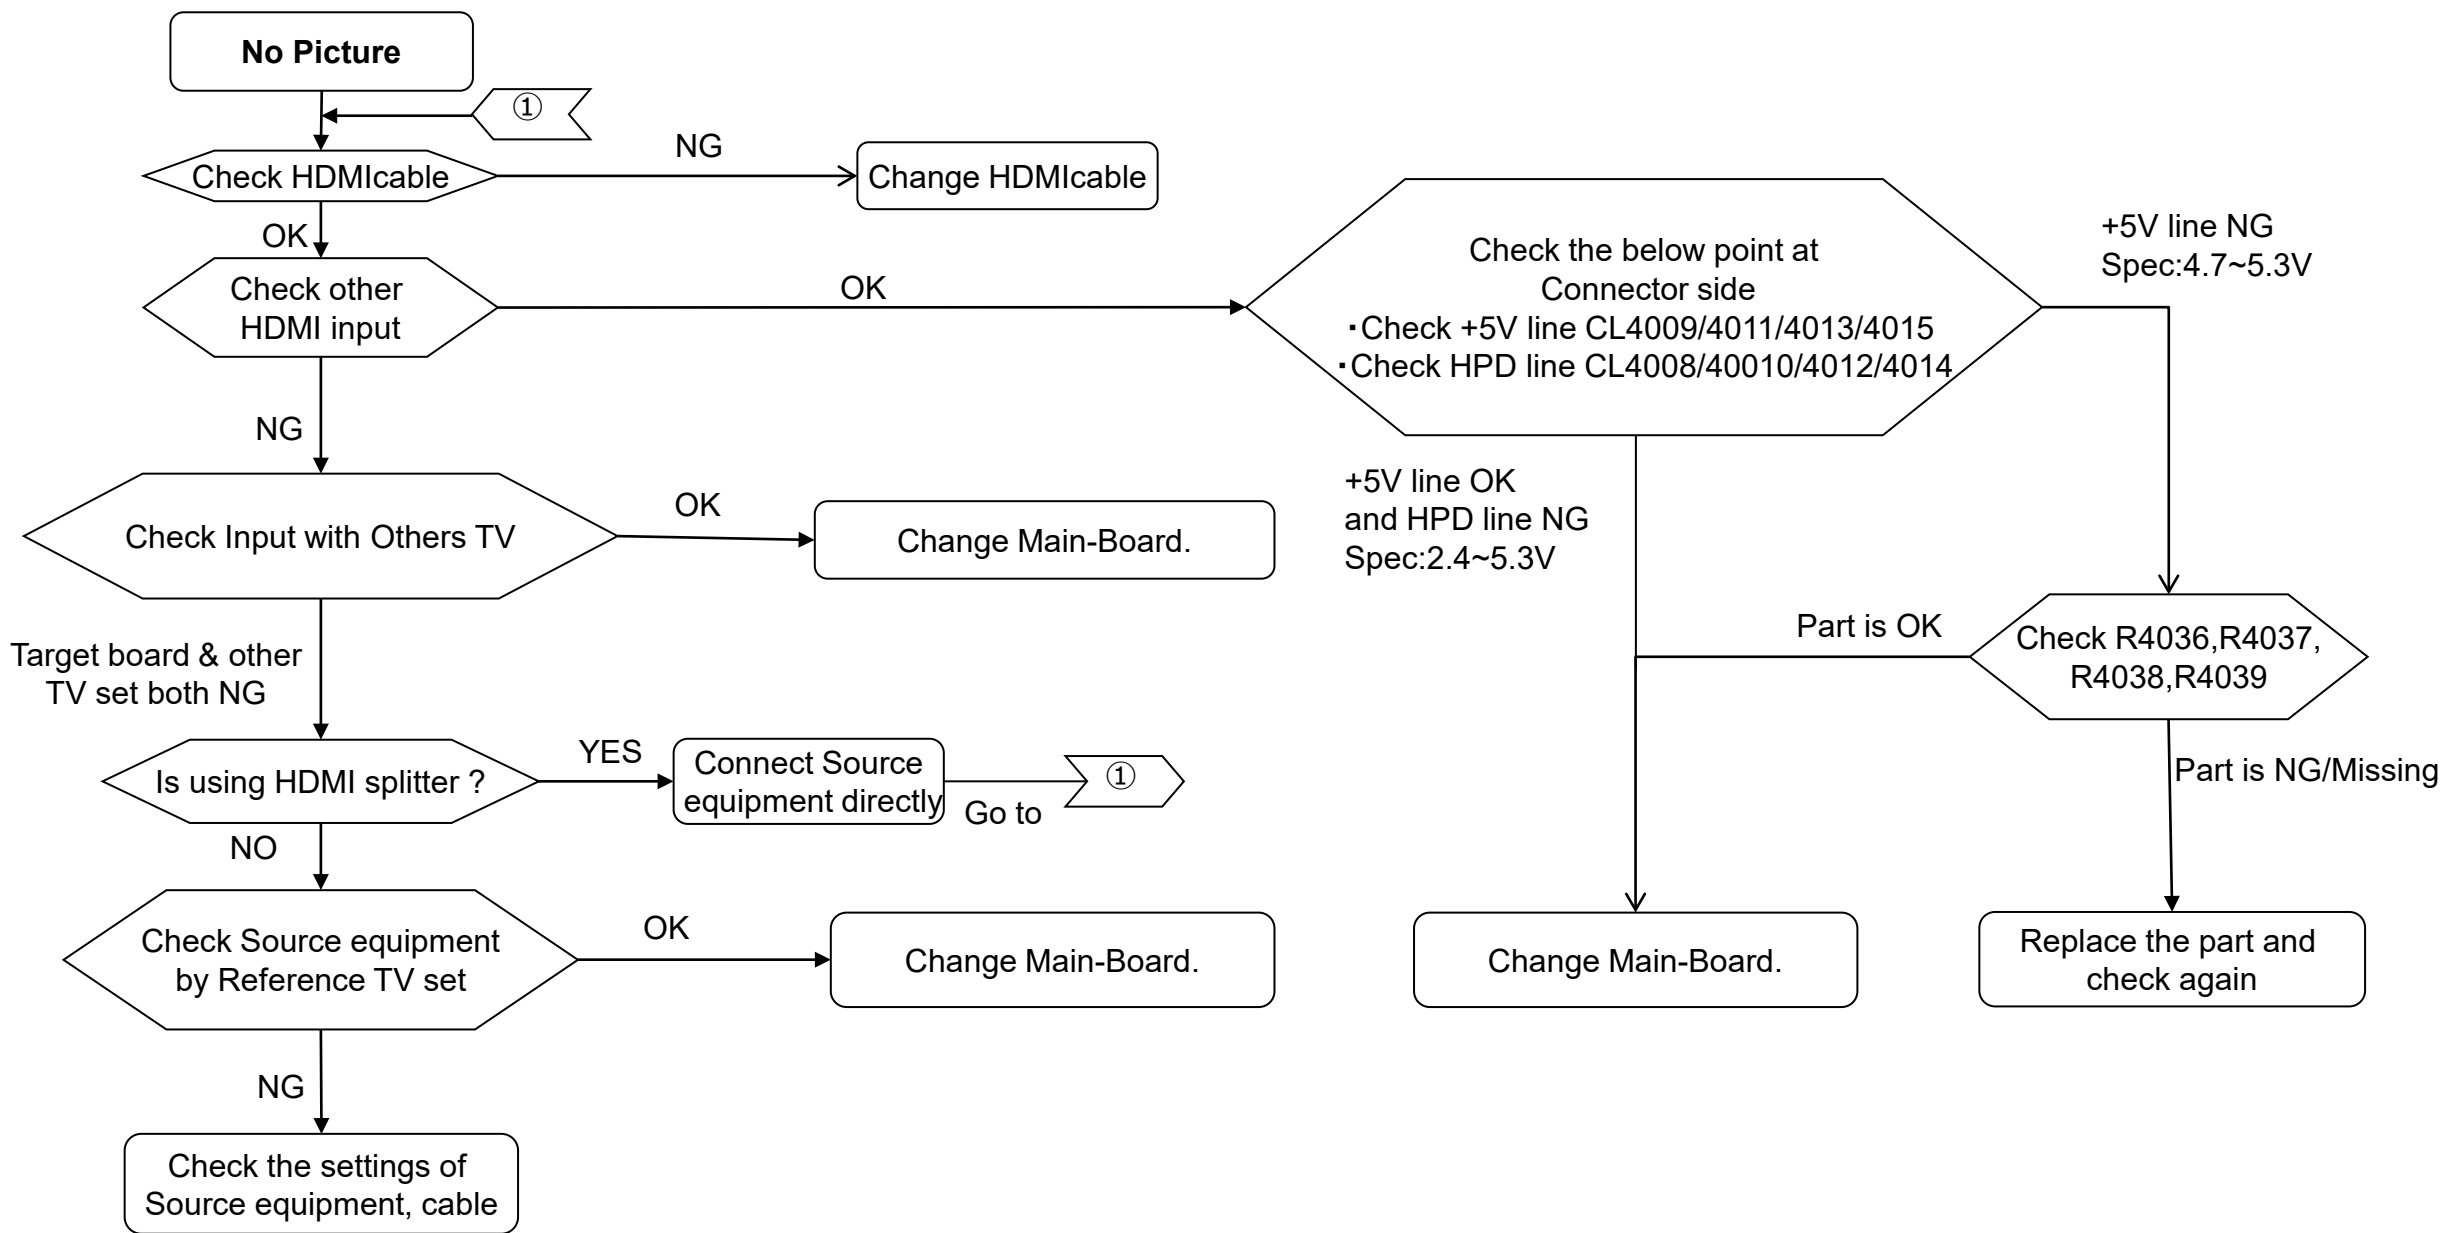 No Picture
①
Check HDMIcable
NG
Change HDMIcable
OK
Check other
HDMI input
OK
Check the below point at
Connector side
・Check +5V line CL4009/4011/4013/4015
・Check HPD line CL4008/40010/4012/4014
+5V line NG
Spec:4.7~5.3V
NG
Check Input with Others TV
OK
Change Main-Board.
+5V line OK
and HPD line NG
Spec:2.4~5.3V
Part is OK
Check R4036,R4037,
R4038,R4039
Target board & other
TV set both NG
Is using HDMI splitter ?
YES
Connect Source
equipment directly
Go to
①
Part is NG/Missing
NO
Check Source equipment
by Reference TV set
OK
Change Main-Board.
Change Main-Board.
Replace the part and
check again
NG
Check the settings of
Source equipment, cable